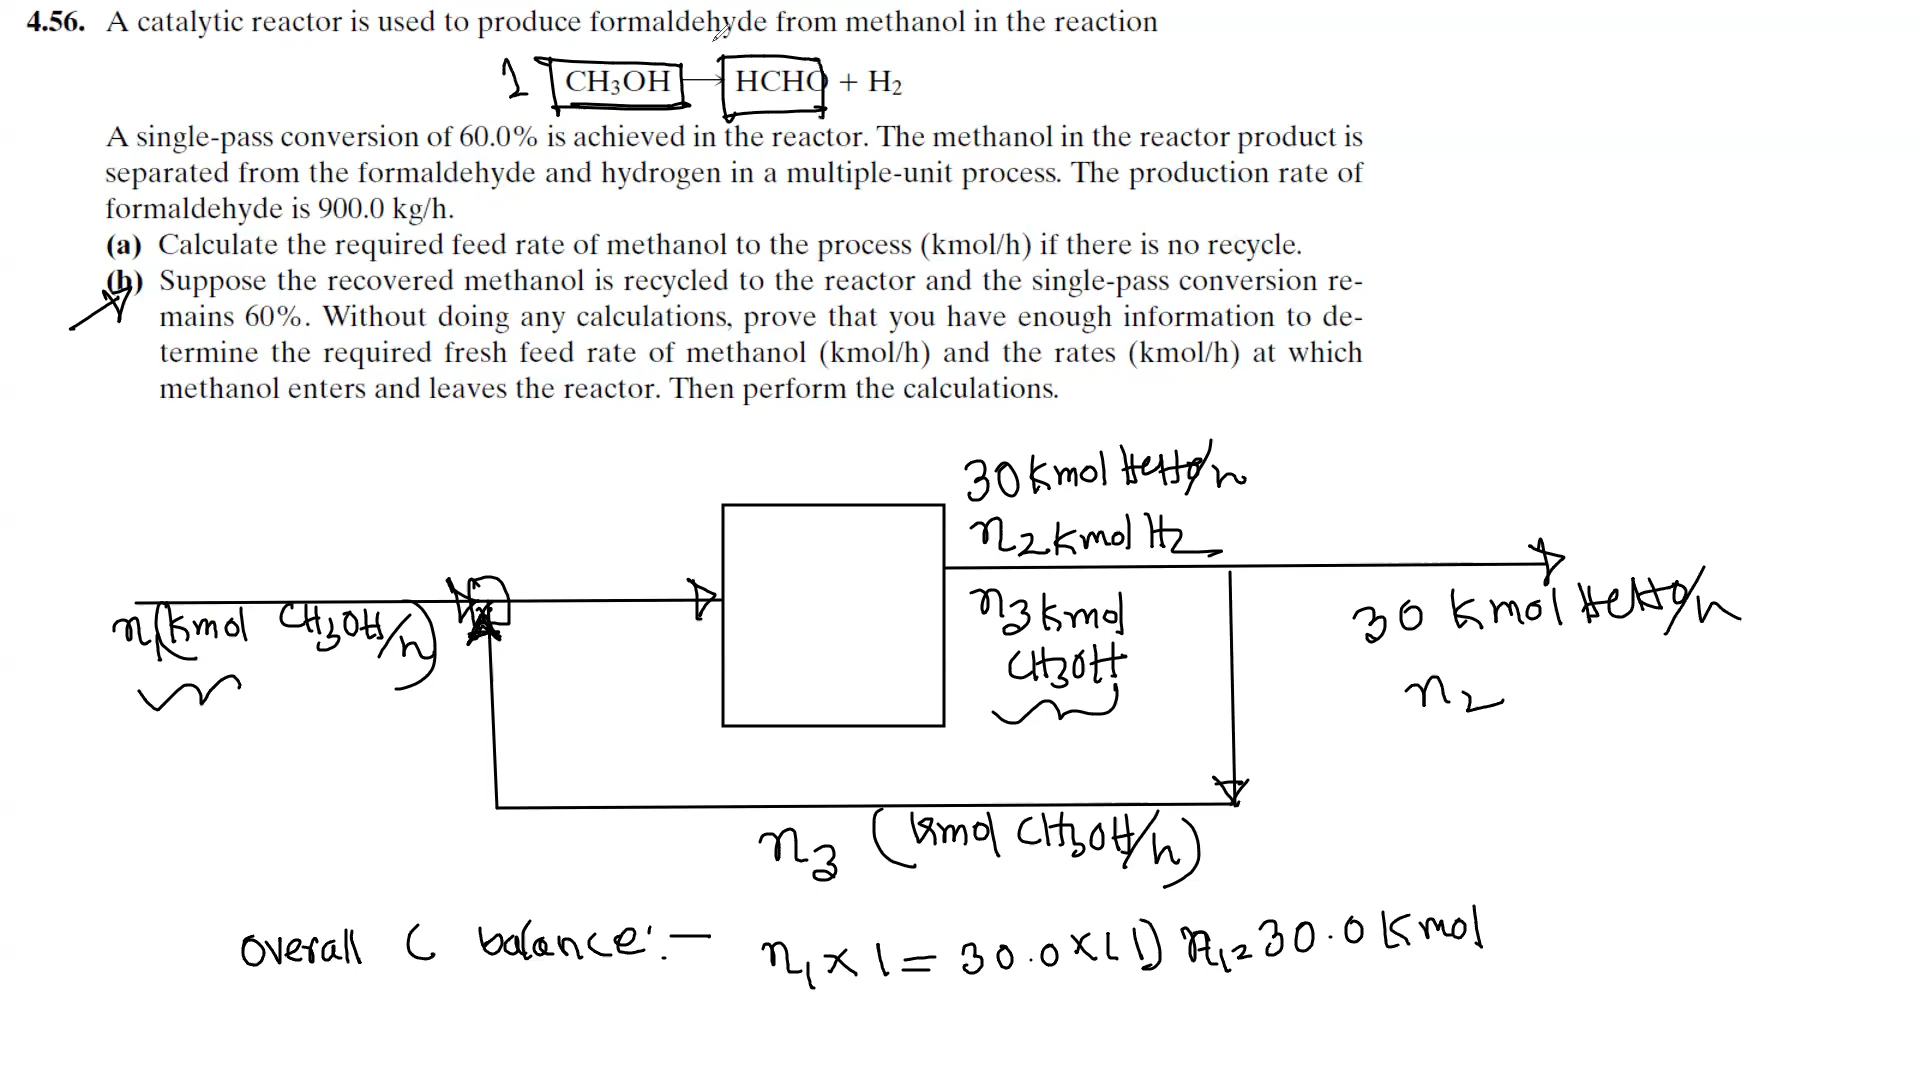 4.56. A catalytic reactor is used to produce formaldehyde from methanol in the reaction
1 CH₃OH → HCHO + H₂
A single-pass conversion of 60.0% is achieved in the reactor. The methanol in the reactor product is
separated from the formaldehyde and hydrogen in a multiple-unit process. The production rate of
formaldehyde is 900.0 kg/h.
(a) Calculate the required feed rate of methanol to the process (kmol/h) if there is no recycle.
(b) Suppose the recovered methanol is recycled to the reactor and the single-pass conversion re-
mains 60%. Without doing any calculations, prove that you have enough information to de-
termine the required fresh feed rate of methanol (kmol/h) and the rates (kmol/h) at which
methanol enters and leaves the reactor. Then perform the calculations.
30 kmol HCHO/h
n₂ kmol H₂
n₁(kmol CH₃OH/h)
n₃ kmol
CH₃OH
30 kmol HCHO/h
n₂
n₃ (kmol CH₃OH/h)
Overall C balance:- n₁ × 1 = 30.0 × (1) n₁ = 30.0 kmol